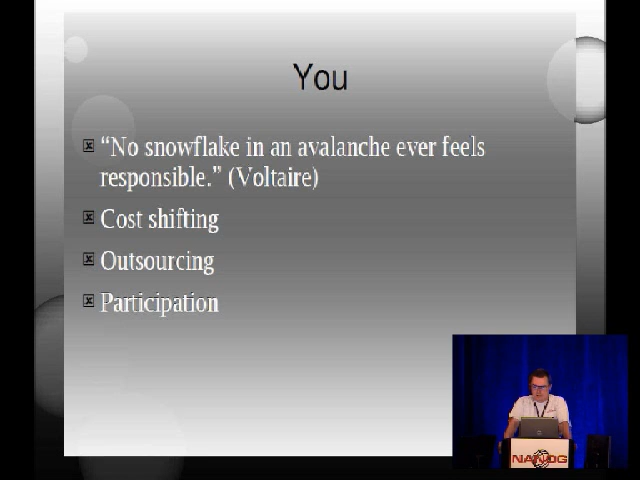 You
“No snowflake in an avalanche ever feels
responsible.” (Voltaire)
Cost shifting
Outsourcing
Participation
NANOG